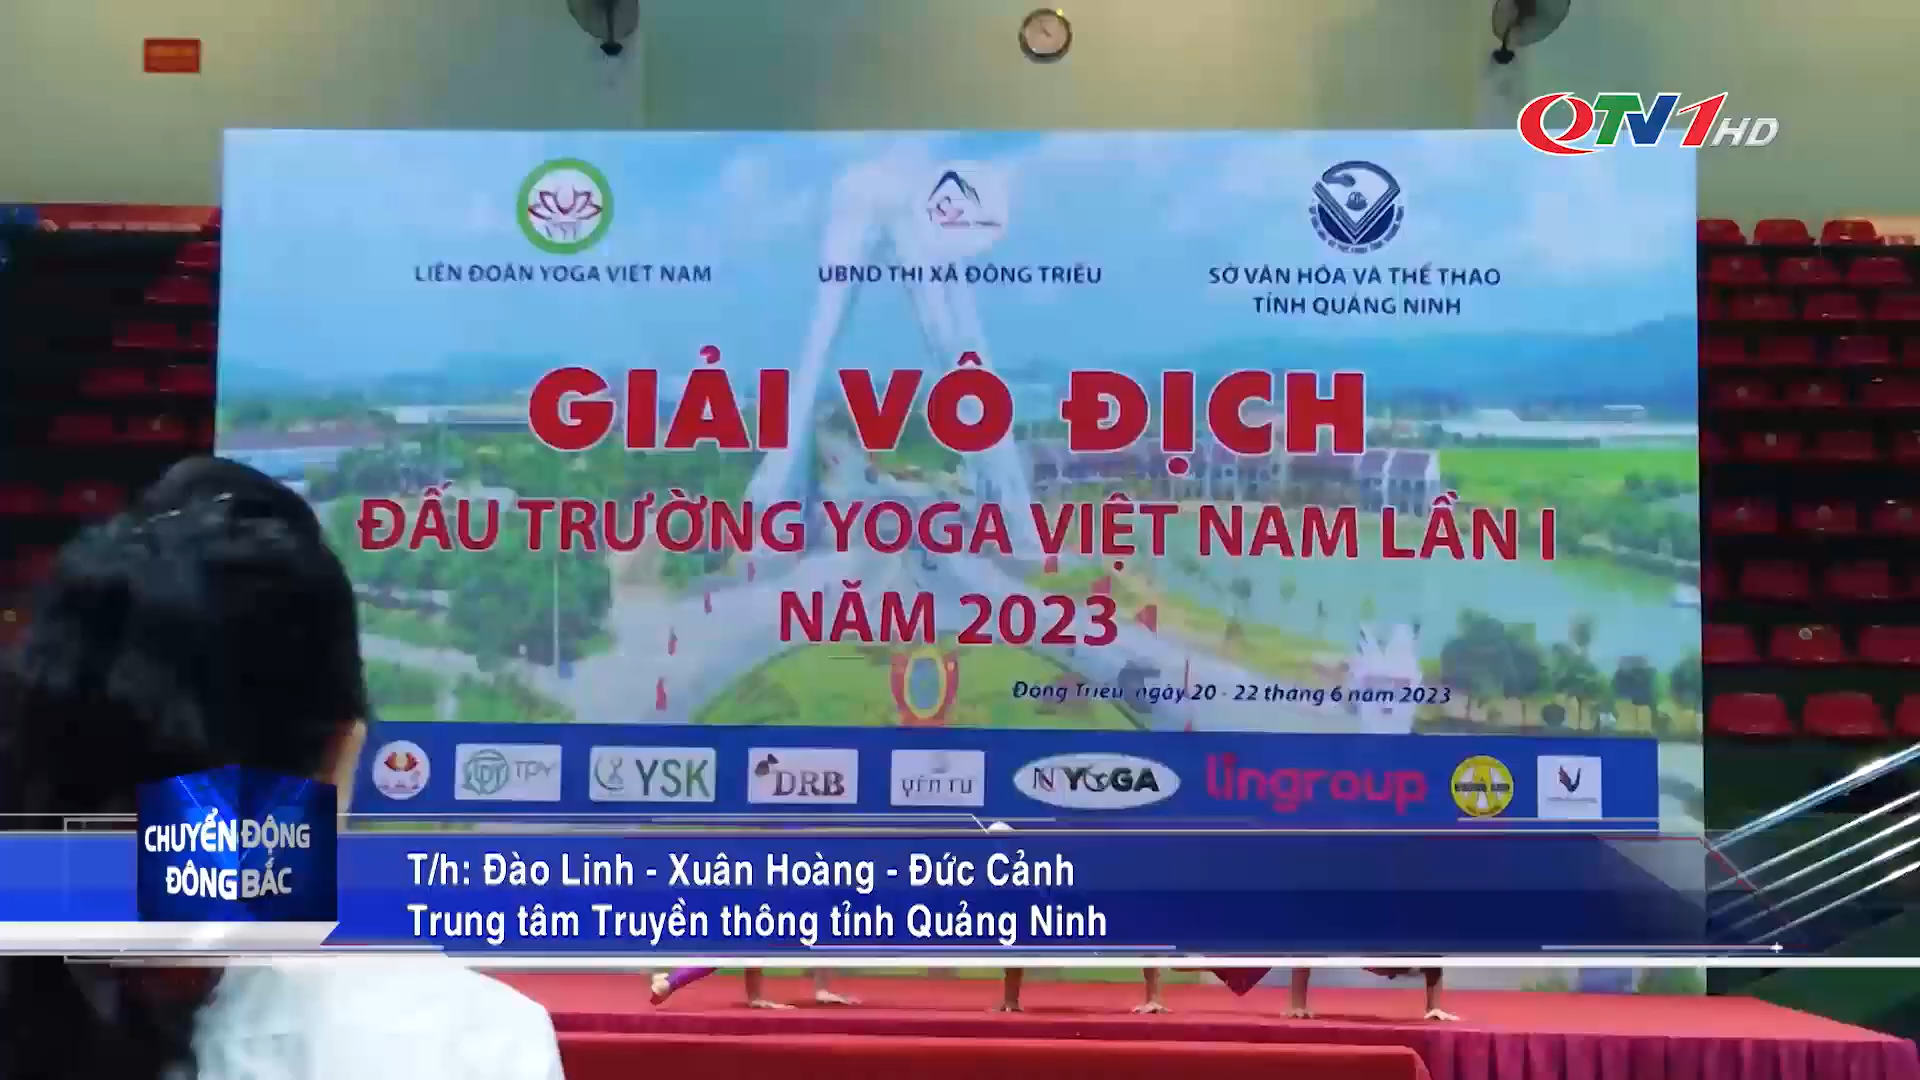 QTV1HD
LIÊN ĐOÀN YOGA VIỆT NAM
UBND THỊ XÃ ĐÔNG TRIỀU
SỞ VĂN HÓA VÀ THỂ THAO
TỈNH QUẢNG NINH
GIẢI VÔ ĐỊCH
ĐẤU TRƯỜNG YOGA VIỆT NAM LẦN I
NĂM 2023
Đông Triều, ngày 20 - 22 tháng 6 năm 2023
TPY YSK DRB YÊN TỬ N YOGA lingroup
CHUYỂN ĐỘNG
ĐÔNG BẮC
T/h: Đào Linh - Xuân Hoàng - Đức Cảnh
Trung tâm Truyền thông tỉnh Quảng Ninh